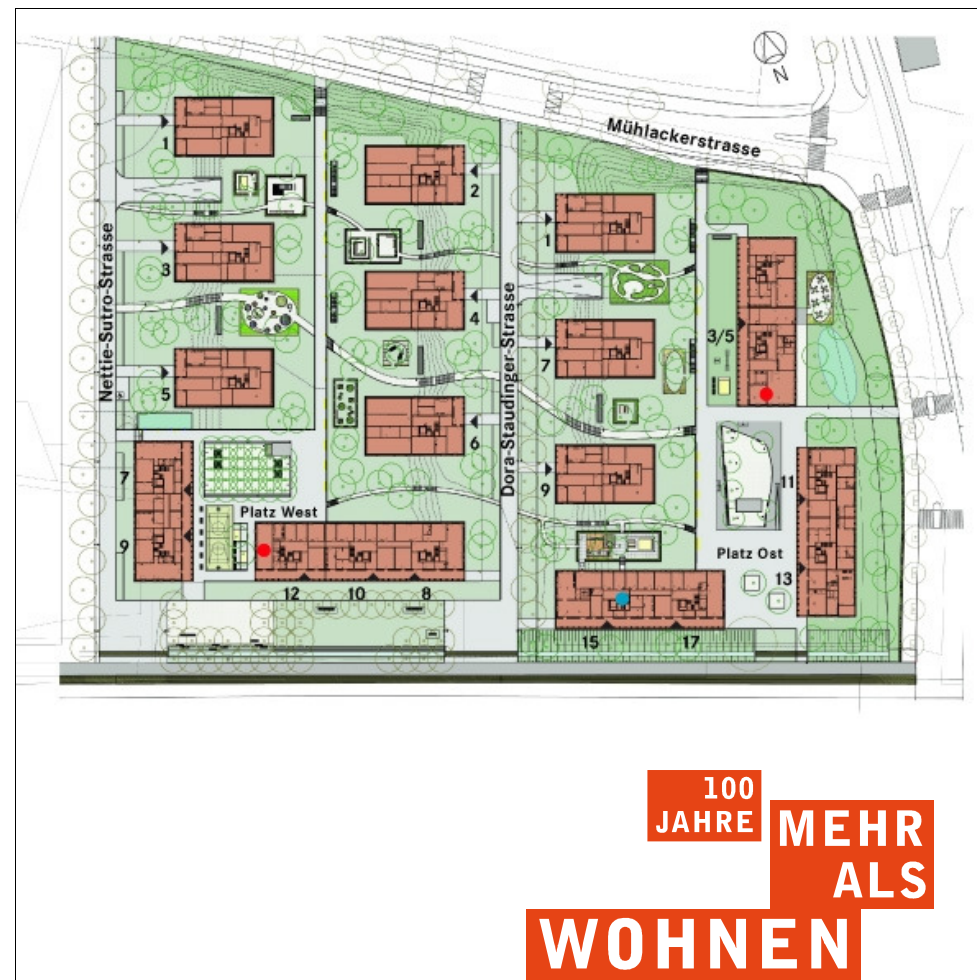 N
Mühlackerstrasse
Nettie-Sutro-Strasse
1
3
5
7
9
2
4
6
Platz West
12
10
8
Dora-Staudinger-Strasse
1
7
9
3/5
11
Platz Ost
13
15
17
100
JAHRE
MEHR
ALS
WOHNEN